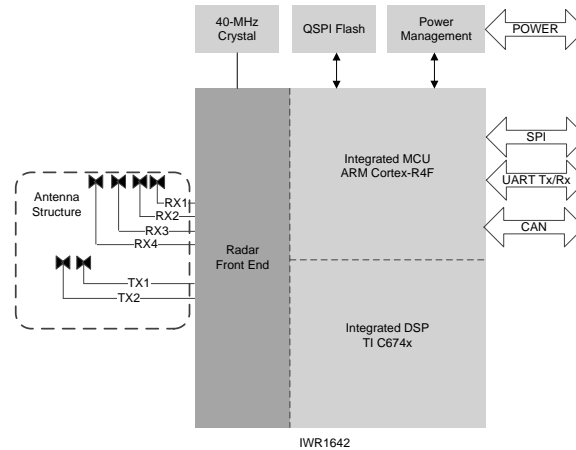 40-MHz
Crystal
QSPI Flash
Power
Management
POWER
SPI
UART Tx/Rx
CAN
Integrated MCU
ARM Cortex-R4F
Antenna
Structure
RX1
RX2
RX3
RX4
TX1
TX2
Radar
Front End
Integrated DSP
TI C674x
IWR1642